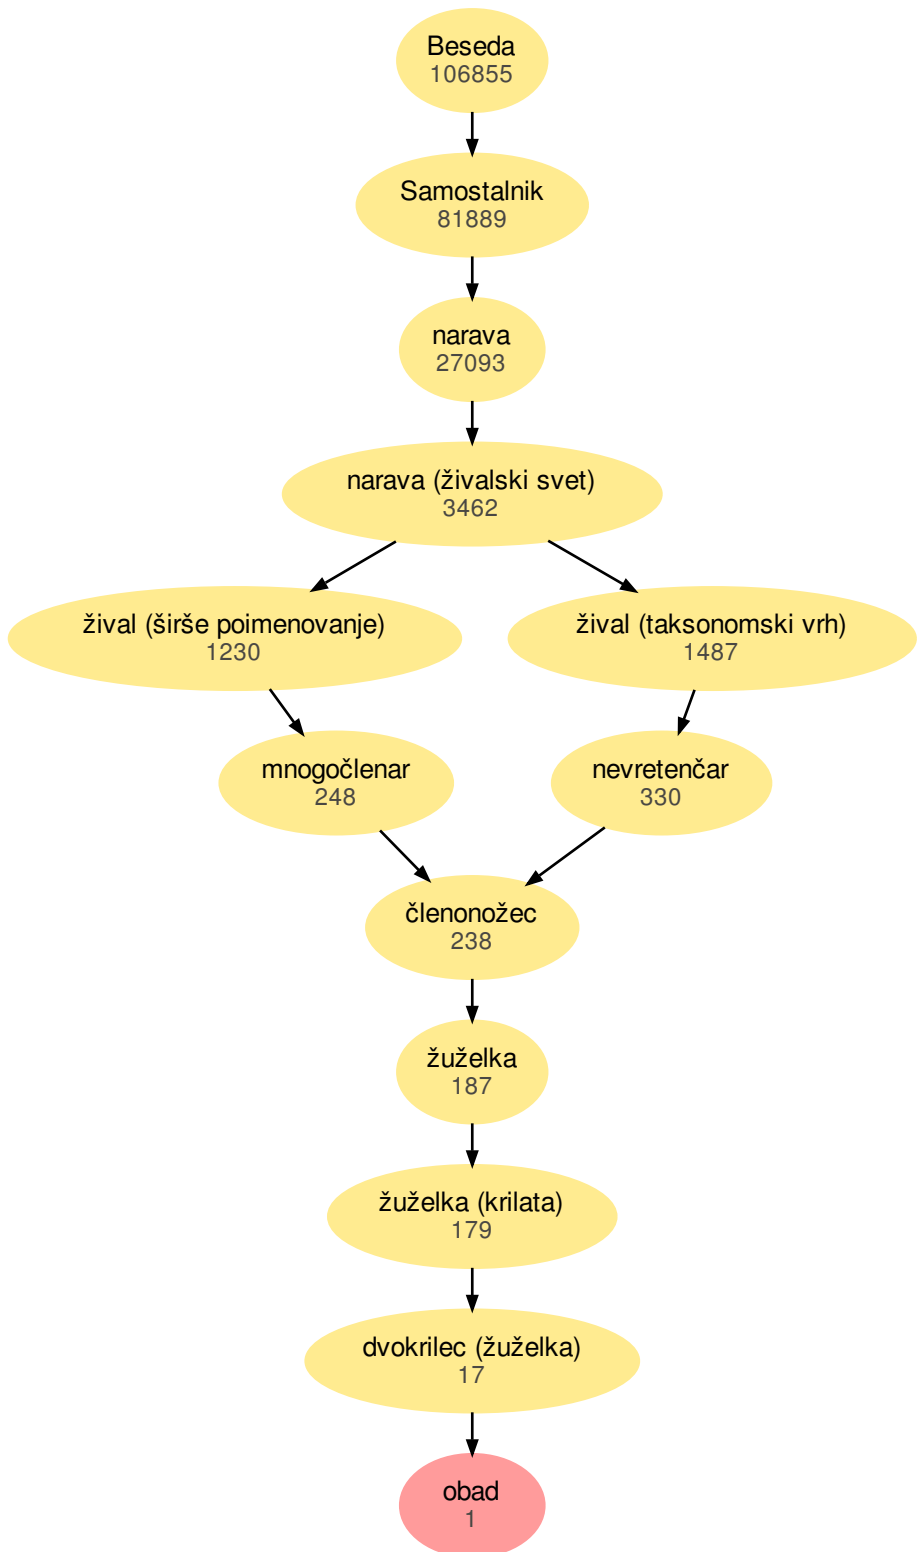 Beseda
106855
Samostalnik
81889
narava
27093
narava (živalski svet)
3462
žival (širše poimenovanje)
1230
žival (taksonomski vrh)
1487
mnogočlenar
248
nevretenčar
330
členonožec
238
žuželka
187
žuželka (krilata)
179
dvokrilec (žuželka)
17
obad
1